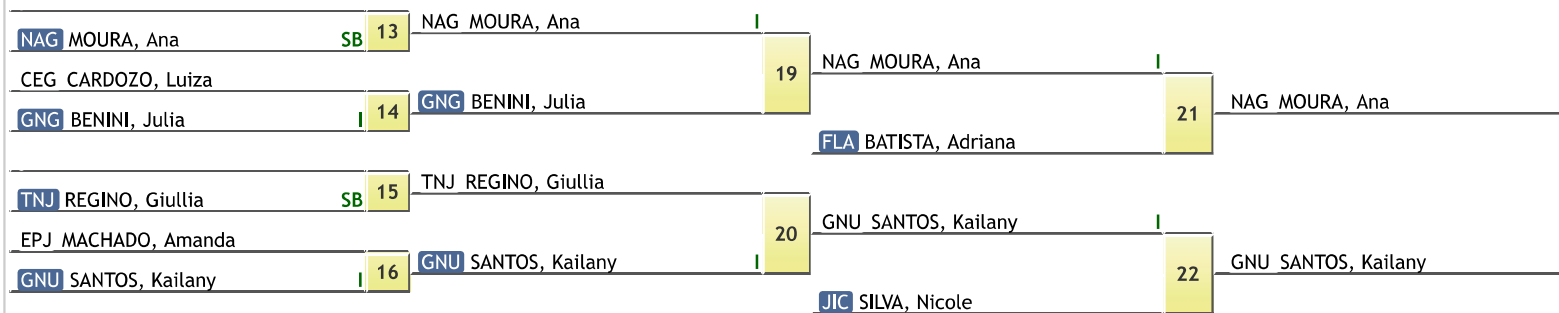 NAG MOURA, Ana SB
13
NAG MOURA, Ana I
CEG CARDOZO, Luiza
GNG BENINI, Julia I
14
GNG BENINI, Julia
19
NAG MOURA, Ana I
FLA BATISTA, Adriana
21
NAG MOURA, Ana
TNJ REGINO, Giullia SB
15
TNJ REGINO, Giullia
EPJ MACHADO, Amanda
GNU SANTOS, Kailany I
16
GNU SANTOS, Kailany I
20
GNU SANTOS, Kailany I
JIC SILVA, Nicole
22
GNU SANTOS, Kailany